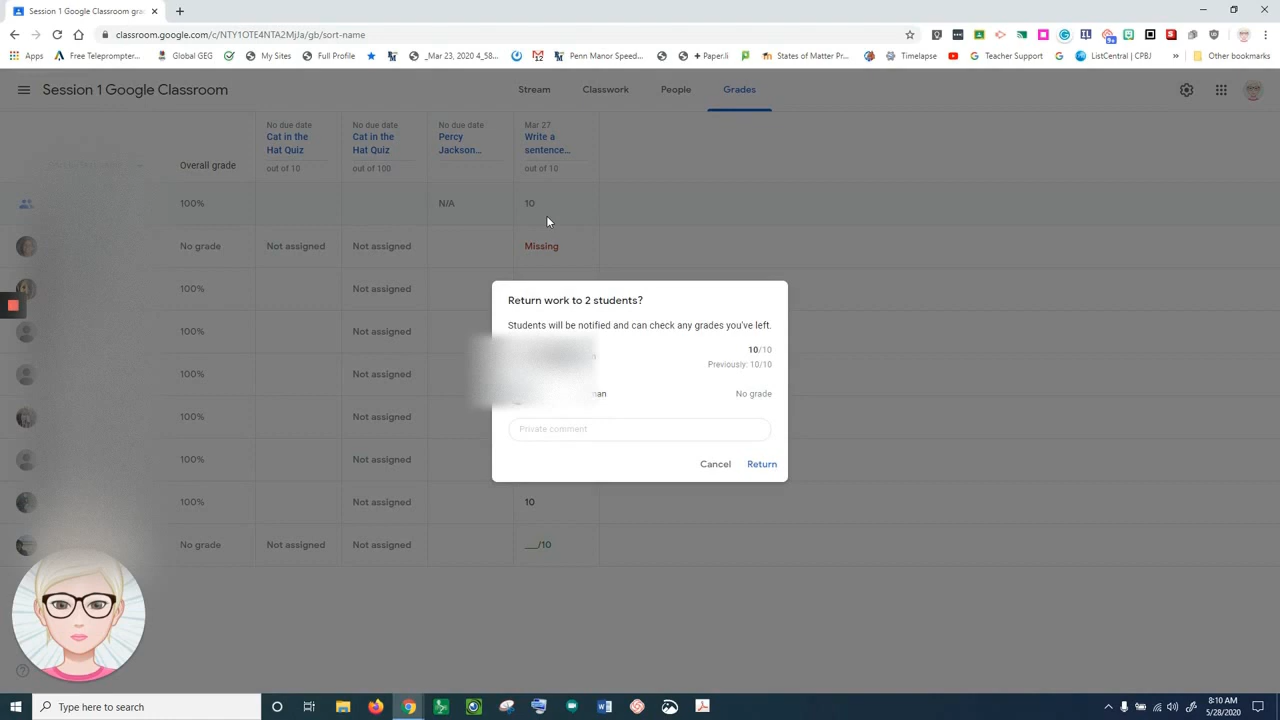 Session 1 Google Classroom gra
classroom.google.com/c/NTY1OTE4NTA2MjJa/gb/sort-name
Apps Free Teleprompter... Global GEG My Sites Full Profile _Mar 23, 2020 4_58... Penn Manor Speed... + Paper.li States of Matter Pr... Timelapse Teacher Support ListCentral | CPBJ » Other bookmarks
Session 1 Google Classroom Stream Classwork People Grades
No due date No due date No due date Mar 27
Cat in the Cat in the Percy Write a
Hat Quiz Hat Quiz Jackson... sentence...
Overall grade out of 10 out of 100 out of 10
100% N/A 10
No grade Not assigned Not assigned Missing
100% Not assigned
Return work to 2 students?
Students will be notified and can check any grades you've left.
100% Not assigned
10/10
Previously: 10/10
100% Not assigned
man No grade
100% Not assigned
Private comment
100% Not assigned
Cancel Return
100% Not assigned 10
No grade Not assigned Not assigned __/10
Type here to search
8:10 AM
5/28/2020